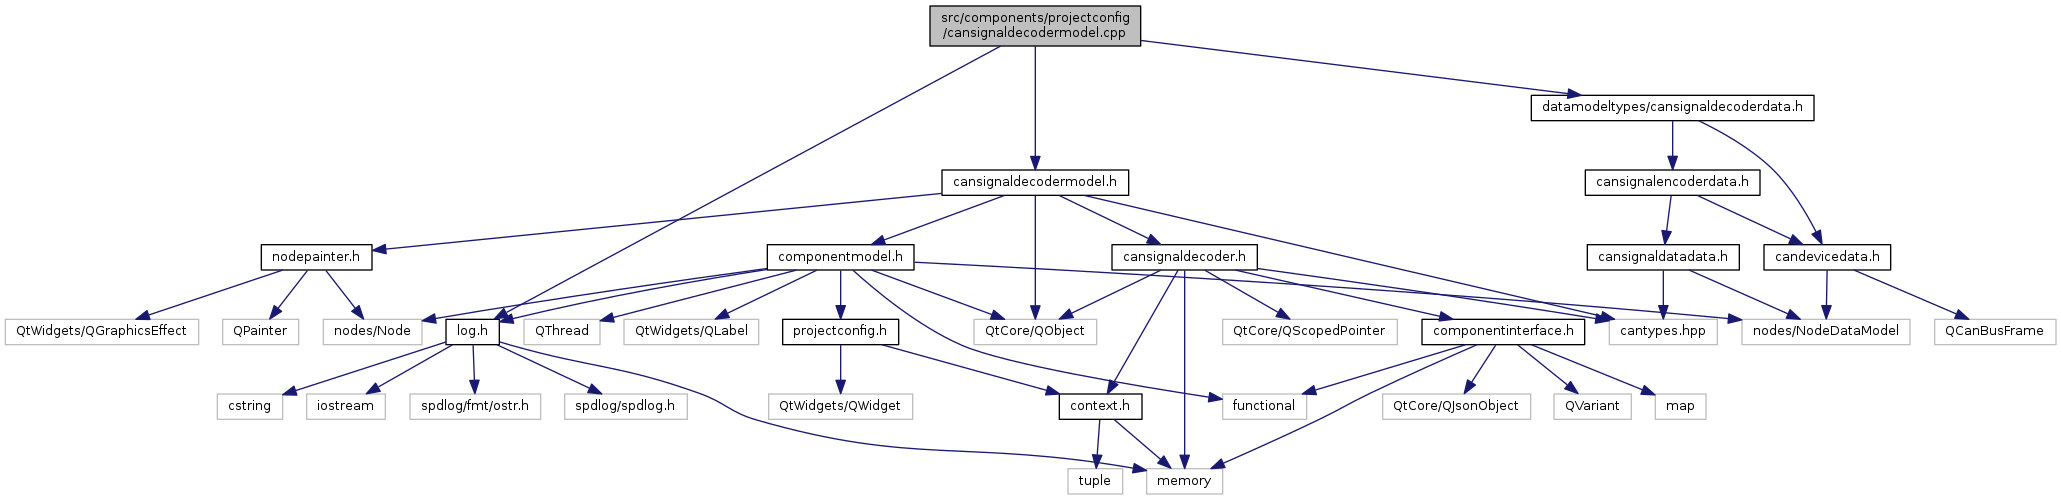 src/components/projectconfig
/cansignaldecodermodel.cpp
datamodeltypes/cansignaldecoderdata.h
cansignaldecodermodel.h
cansignalencoderdata.h
nodepainter.h
componentmodel.h
cansignaldecoder.h
cansignaldatadata.h
candevicedata.h
QtWidgets/QGraphicsEffect
QPainter
nodes/Node
log.h
QThread
QtWidgets/QLabel
projectconfig.h
QtCore/QObject
QtCore/QScopedPointer
componentinterface.h
cantypes.hpp
nodes/NodeDataModel
QCanBusFrame
cstring
iostream
spdlog/fmt/ostr.h
spdlog/spdlog.h
QtWidgets/QWidget
context.h
functional
QtCore/QJsonObject
QVariant
map
tuple
memory